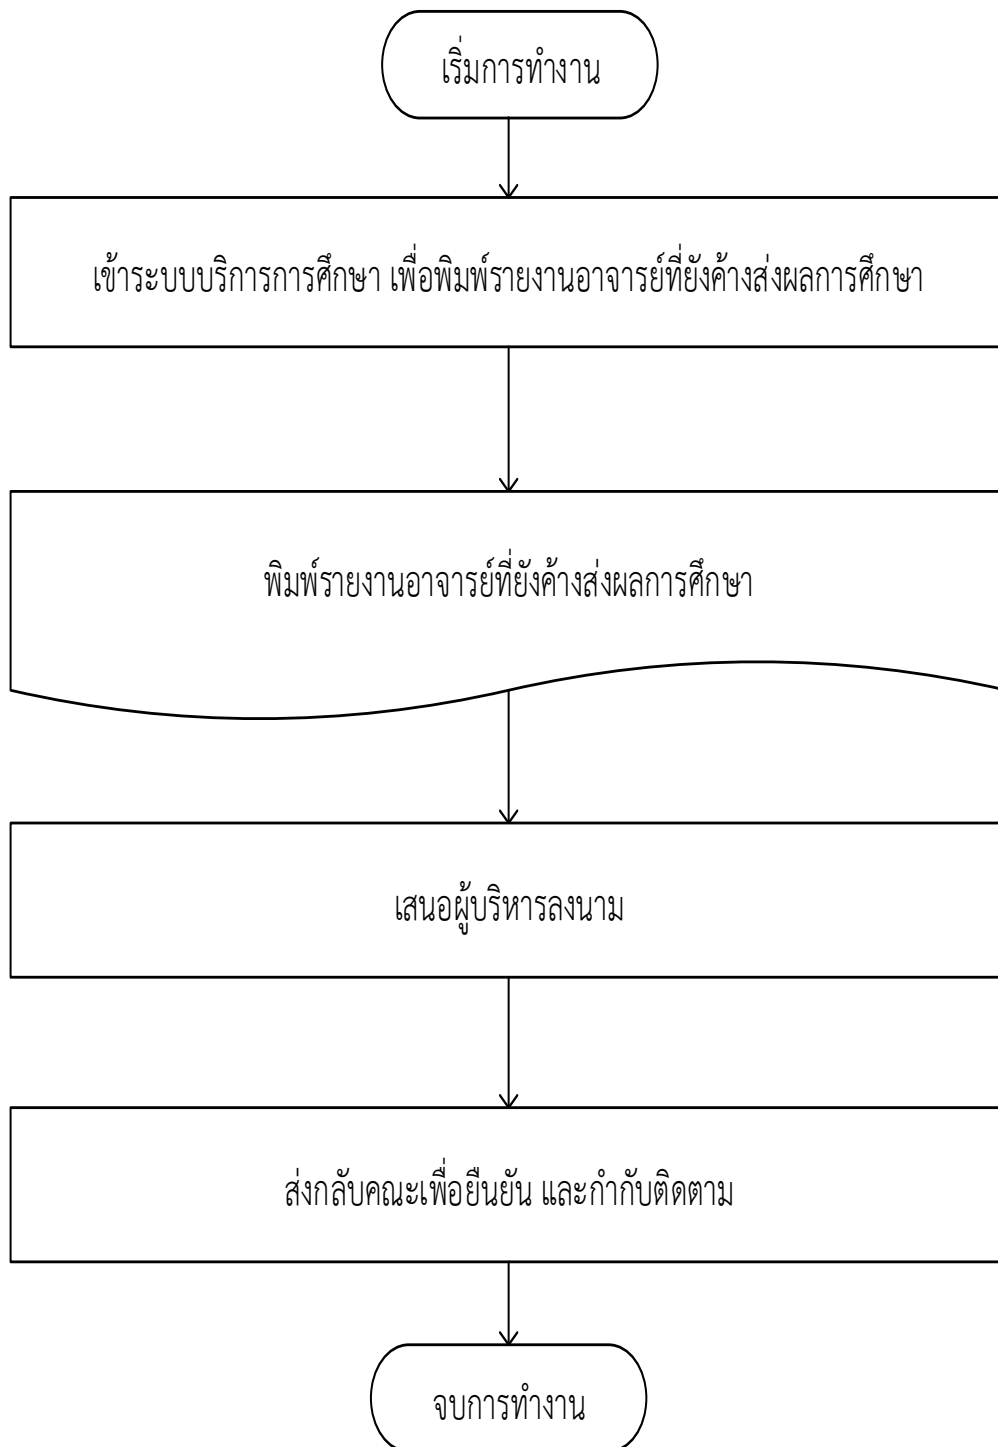 เริ่มการทำงาน
เข้าระบบบริการการศึกษา เพื่อพิมพ์รายงานอาจารย์ที่ยังค้างส่งผลการศึกษา
พิมพ์รายงานอาจารย์ที่ยังค้างส่งผลการศึกษา
เสนอผู้บริหารลงนาม
ส่งกลับคณะเพื่อยืนยัน และกำกับติดตาม
จบการทำงาน